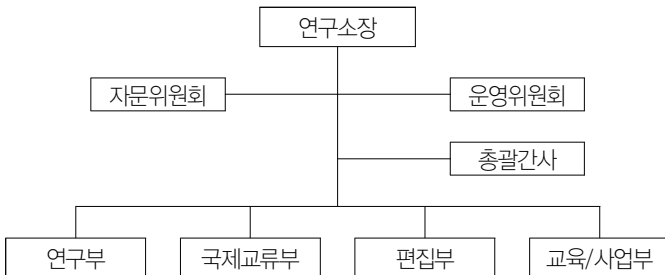 연구소장
자문위원회
운영위원회
총괄간사
연구부
국제교류부
편집부
교육/사업부